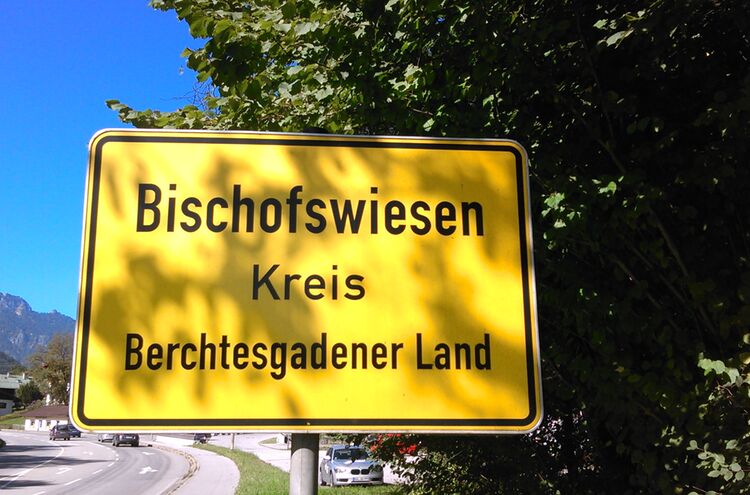 Bischofswiesen
Kreis
Berchtesgadener Land